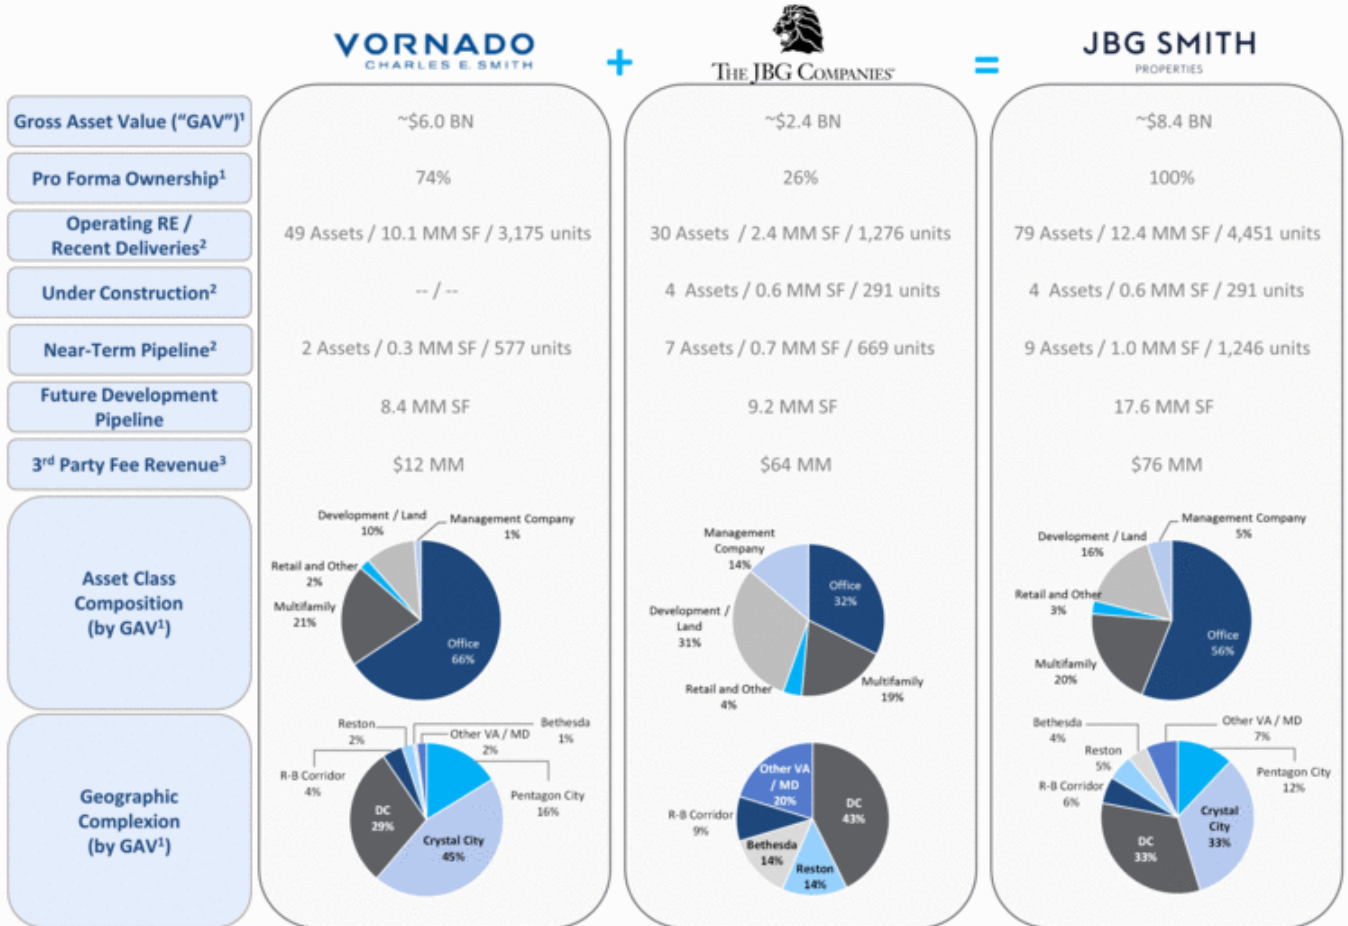 VORNADO
CHARLES E. SMITH
+
THE JBG COMPANIES®
=
JBG SMITH
PROPERTIES
Gross Asset Value ("GAV")¹
~$6.0 BN
~$2.4 BN
~$8.4 BN
Pro Forma Ownership¹
74%
26%
100%
Operating RE /
Recent Deliveries²
49 Assets / 10.1 MM SF / 3,175 units
30 Assets / 2.4 MM SF / 1,276 units
79 Assets / 12.4 MM SF / 4,451 units
Under Construction²
-- / --
4 Assets / 0.6 MM SF / 291 units
4 Assets / 0.6 MM SF / 291 units
Near-Term Pipeline²
2 Assets / 0.3 MM SF / 577 units
7 Assets / 0.7 MM SF / 669 units
9 Assets / 1.0 MM SF / 1,246 units
Future Development
Pipeline
8.4 MM SF
9.2 MM SF
17.6 MM SF
3rd Party Fee Revenue³
$12 MM
$64 MM
$76 MM
Asset Class
Composition
(by GAV¹)
Development / Land
10%
Management Company
1%
Retail and Other
2%
Multifamily
21%
Office
66%
Management
Company
14%
Office
32%
Development /
Land
31%
Multifamily
19%
Retail and Other
4%
Management Company
5%
Development / Land
16%
Retail and Other
3%
Office
56%
Multifamily
20%
Geographic
Complexion
(by GAV¹)
Reston
2%
Bethesda
1%
Other VA / MD
2%
R-B Corridor
4%
Pentagon City
16%
DC
29%
Crystal City
45%
Other VA
/ MD
20%
DC
43%
R-B Corridor
9%
Bethesda
14%
Reston
14%
Bethesda
4%
Other VA / MD
7%
Reston
5%
Pentagon City
12%
R-B Corridor
6%
Crystal
City
33%
DC
33%